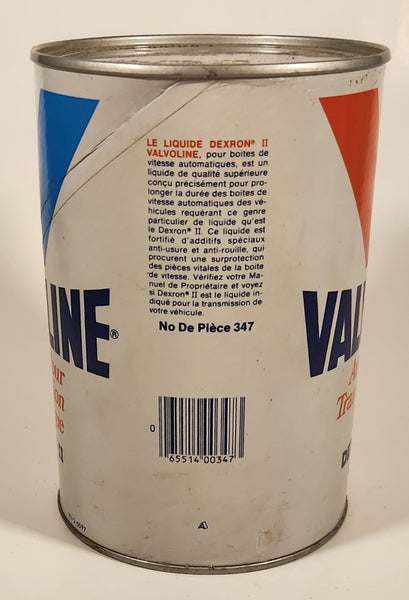 LE LIQUIDE DEXRON® II
VALVOLINE, pour boites de
vitesse automatiques, est un
liquide de qualité supérieure
conçu précisément pour pro-
longer la durée des boites de
vitesse automatiques des vé-
hicules requérant ce genre
particulier de liquide qu'est
le Dexron® II. Ce liquide est
fortifié d'additifs spéciaux
anti-usure et anti-rouille, qui
procurent une surprotection
des pièces vitales de la boite
de vitesse. Vérifiez votre Ma-
nuel de Propriétaire et voyez
si Dexron® II est le liquide in-
diqué pour la transmission de
votre véhicule.
No De Pièce 347
LINE®
VAL
our
on
Tra
II
0
65514 00347
A